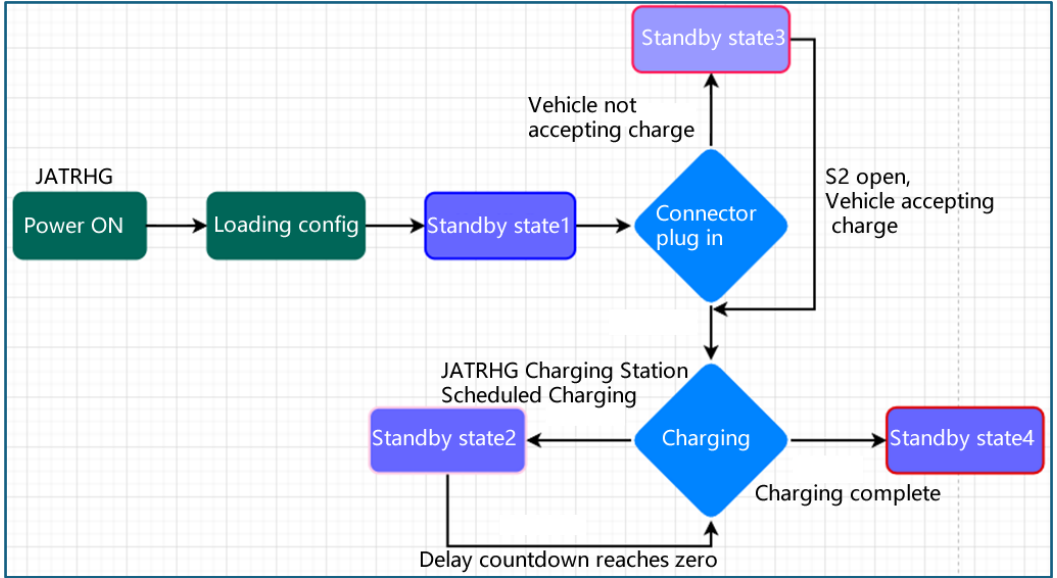 Standby state3
Vehicle not
accepting charge
JATRHG
Power ON
Loading config
Standby state1
Connector
plug in
S2 open,
Vehicle accepting
charge
JATRHG Charging Station
Scheduled Charging
Standby state2
Charging
Standby state4
Charging complete
Delay countdown reaches zero